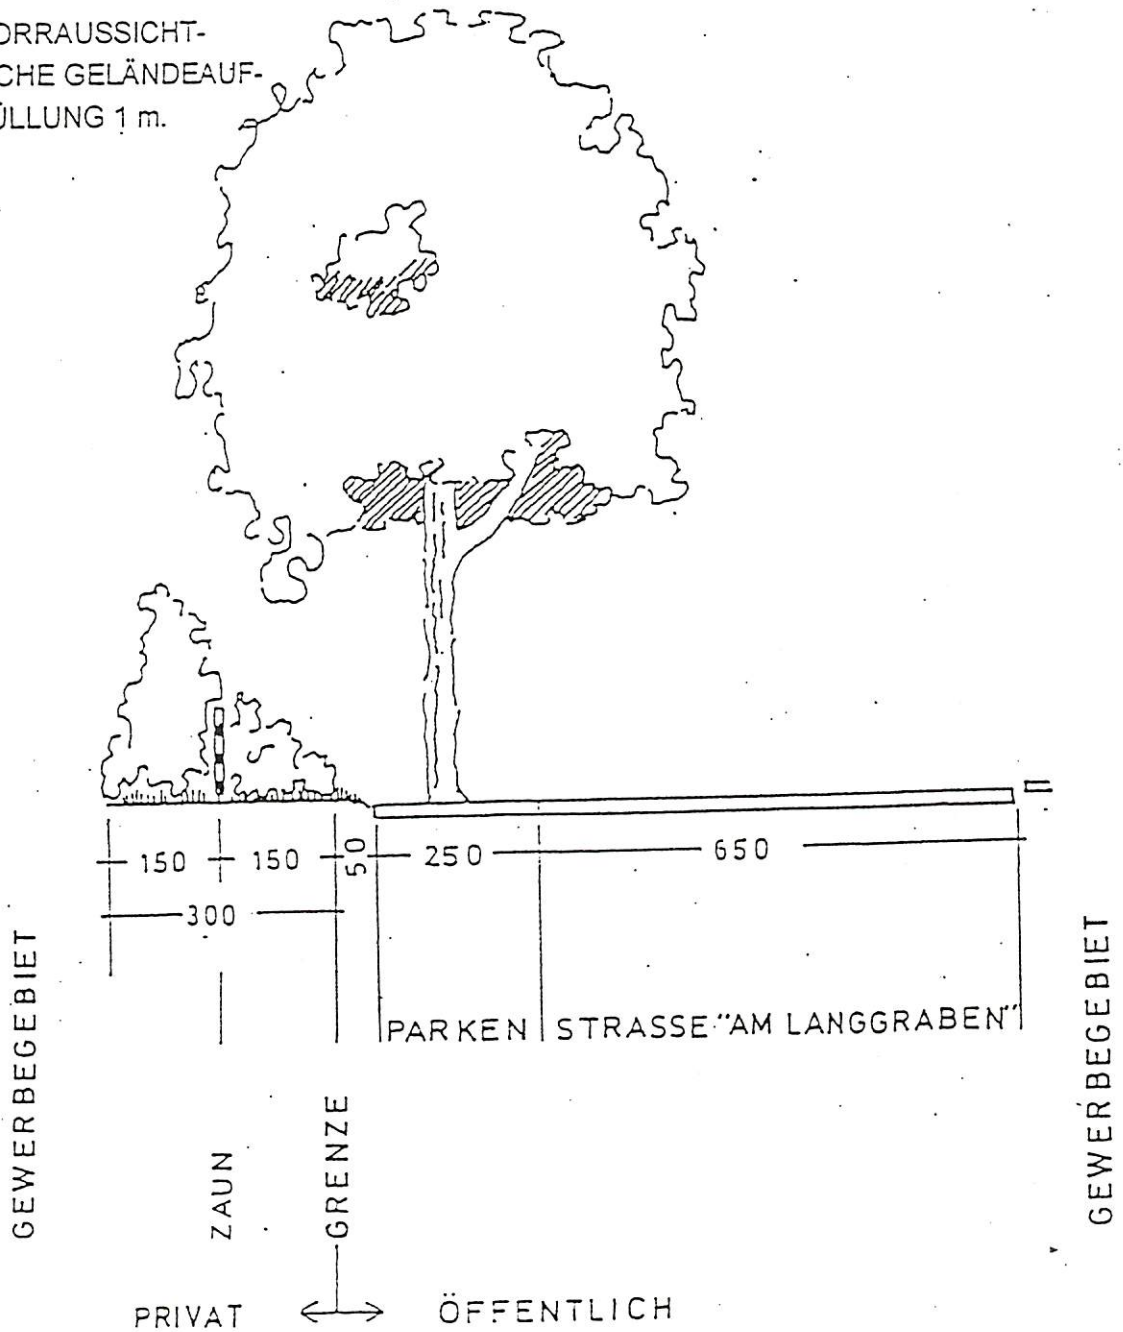 ORRAUSSICHT-
CHE GELÄNDEAUF-
ÜLLUNG 1 m.
150 150 50 250 650
300
PARKEN STRASSE "AM LANGGRABEN"
GEWERBEGEBIET
ZAUN
GRENZE
GEWERBEGEBIET
PRIVAT ÖFFENTLICH